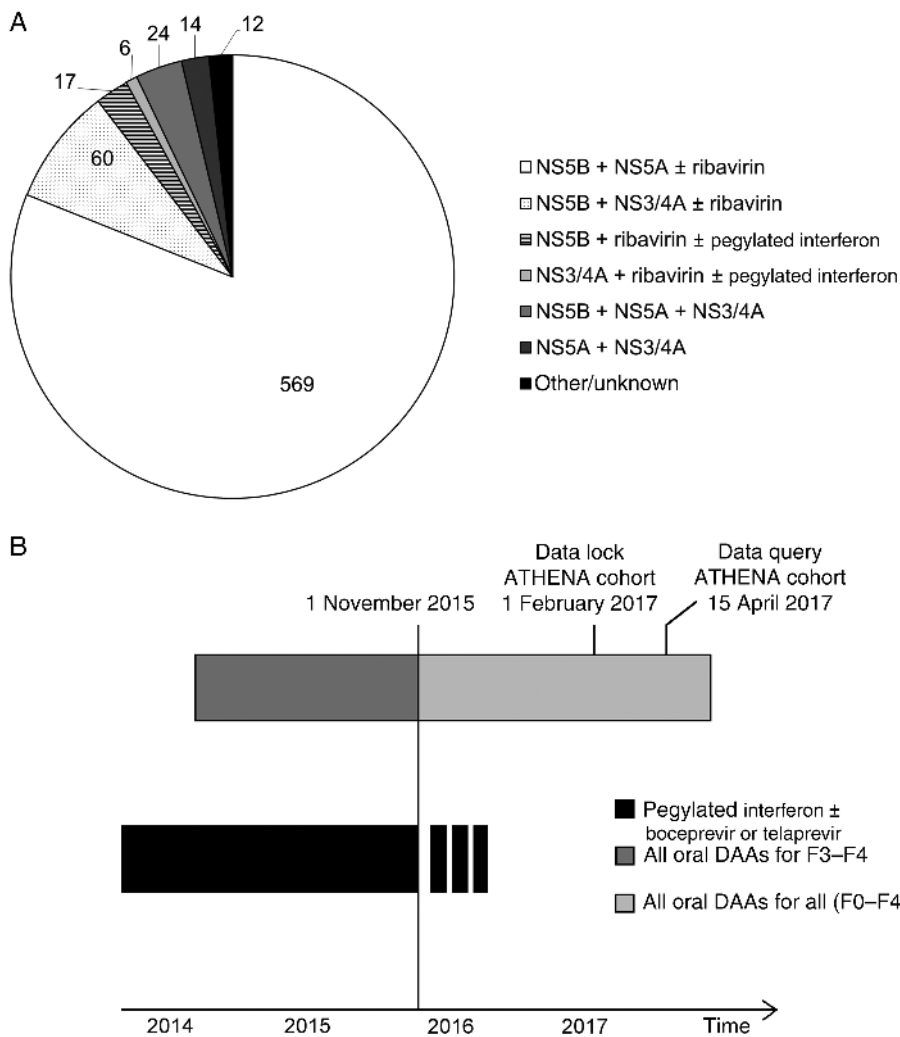 A
6
24
14
12
17
60
569
NS5B + NS5A ± ribavirin
NS5B + NS3/4A ± ribavirin
NS5B + ribavirin ± pegylated interferon
NS3/4A + ribavirin ± pegylated interferon
NS5B + NS5A + NS3/4A
NS5A + NS3/4A
Other/unknown
B
1 November 2015
Data lock
ATHENA cohort
1 February 2017
Data query
ATHENA cohort
15 April 2017
Pegylated interferon ±
boceprevir or telaprevir
All oral DAAs for F3–F4
All oral DAAs for all (F0–F4
2014 2015 2016 2017 Time